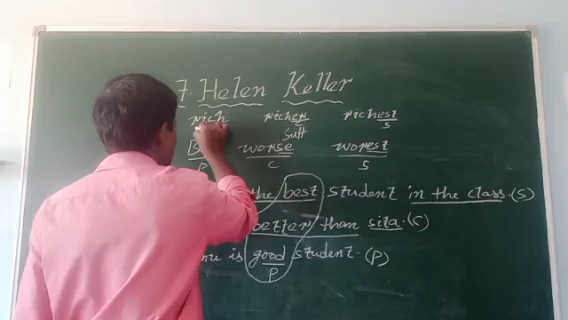 7. Helen Keller
rich richer richest
S
Suff
worse worst
P C S
the best student in the class. (S)
better than sita. (C)
is good student. (P)
P